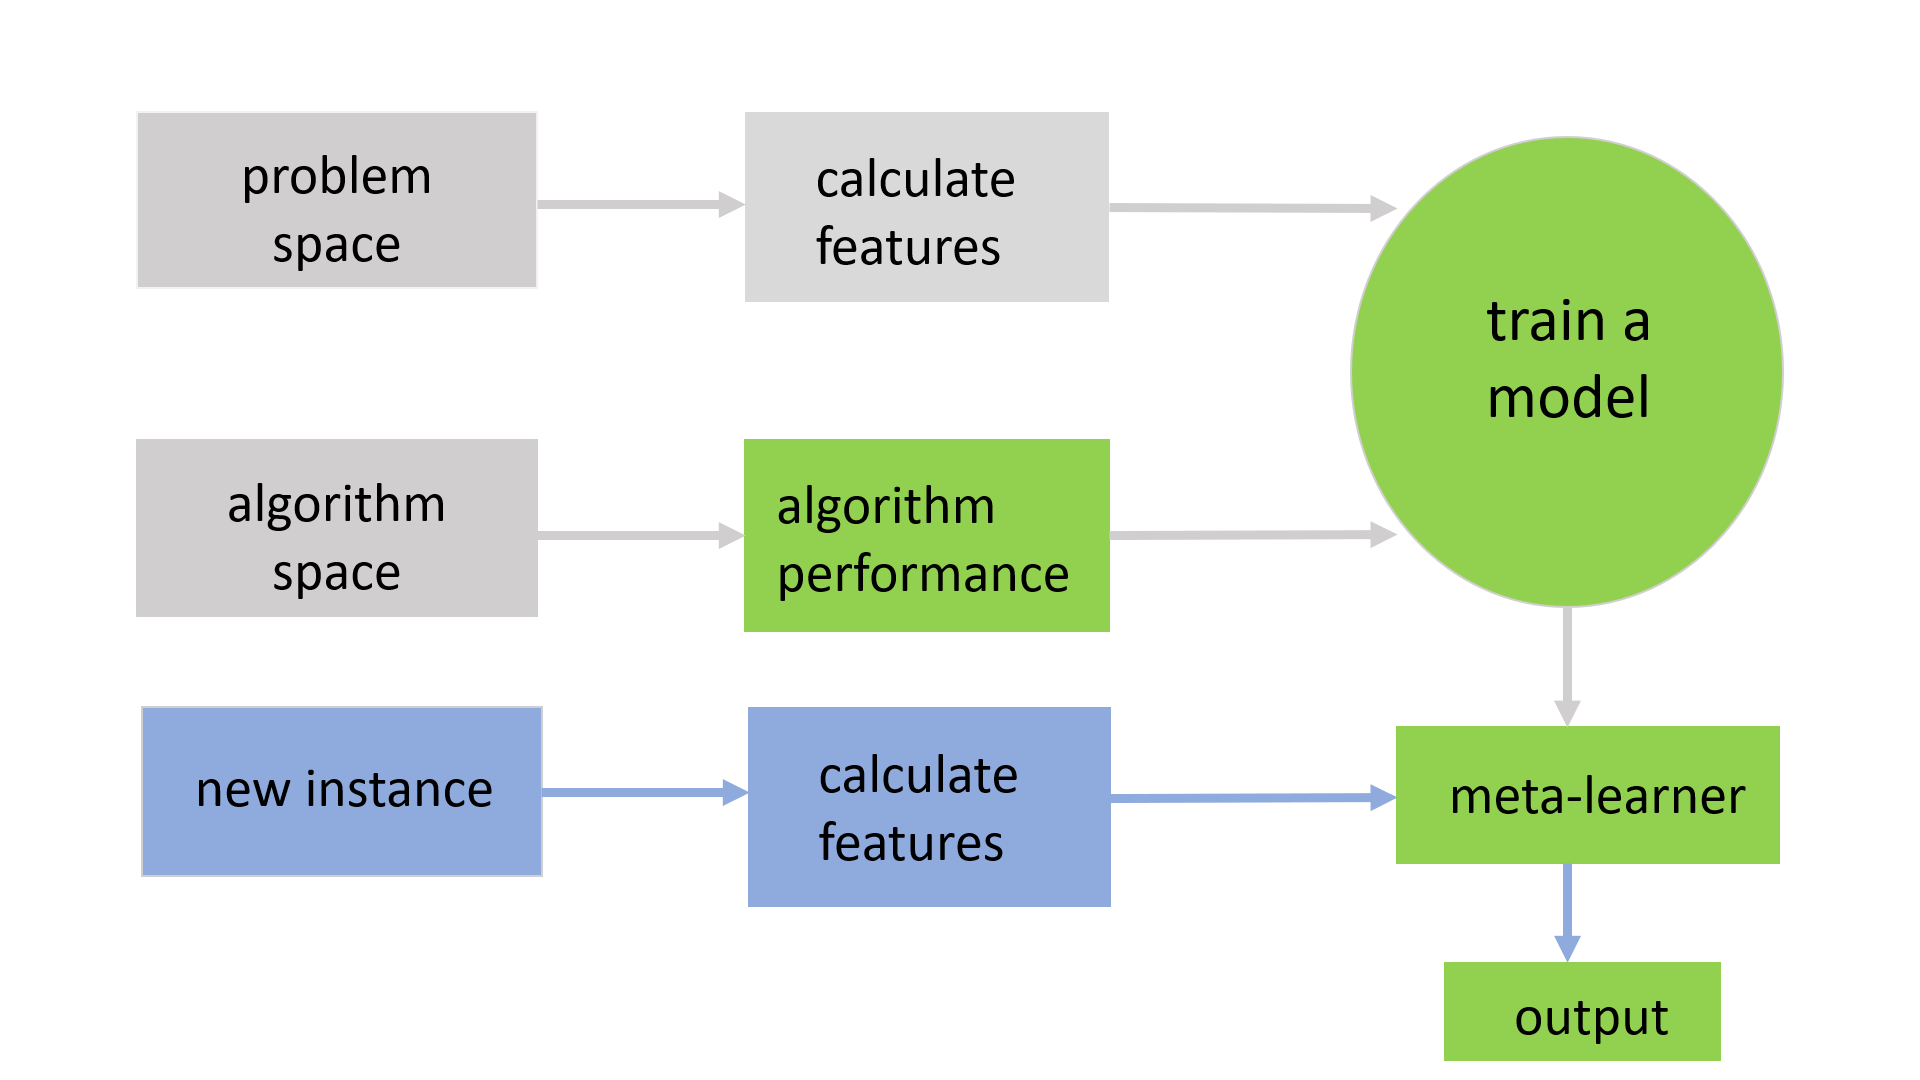 problem
space
calculate
features
train a
model
algorithm
space
algorithm
performance
new instance
calculate
features
meta-learner
output